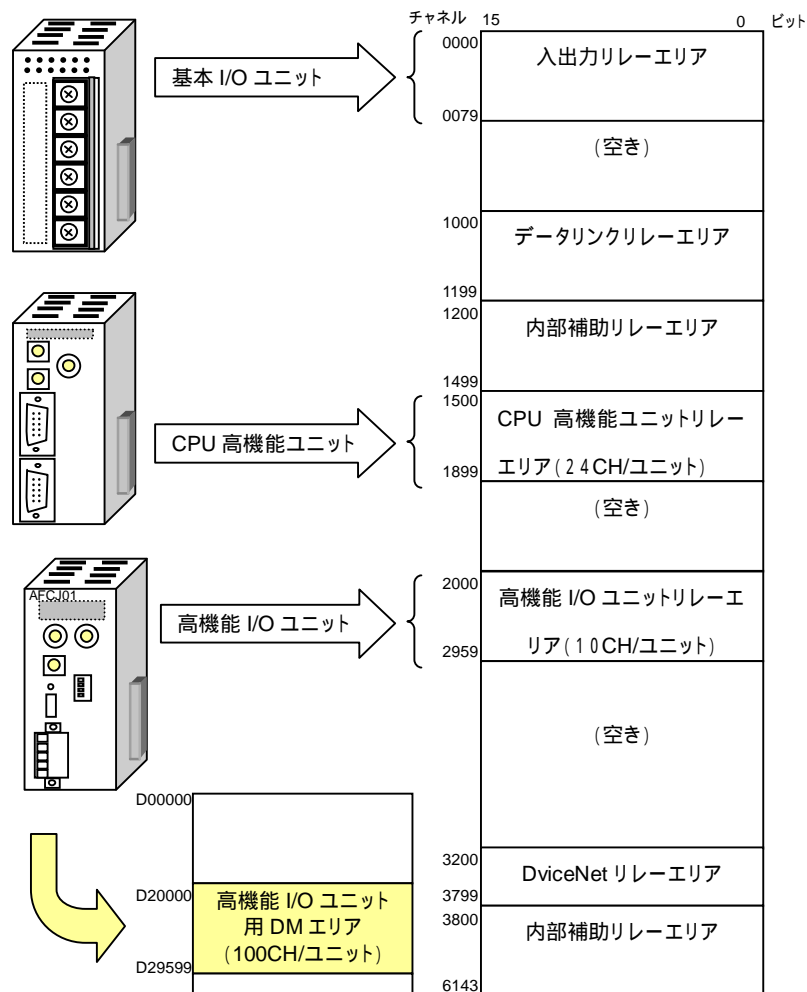 チャネル 15 0 ビット
0000
入出力リレーエリア
基本 I/O ユニット
0079
(空き)
1000
データリンクリレーエリア
1199
1200
内部補助リレーエリア
1499
1500
CPU 高機能ユニットリレー
CPU 高機能ユニット
1899
エリア(24CH/ユニット)
(空き)
2000
高機能 I/O ユニットリレーエ
AFCJ01
高機能 I/O ユニット
リア(10CH/ユニット)
2959
(空き)
D00000
3200
DviceNet リレーエリア
D20000
高機能 I/O ユニット
用 DM エリア
(100CH/ユニット)
D29599
3799
3800
内部補助リレーエリア
6143